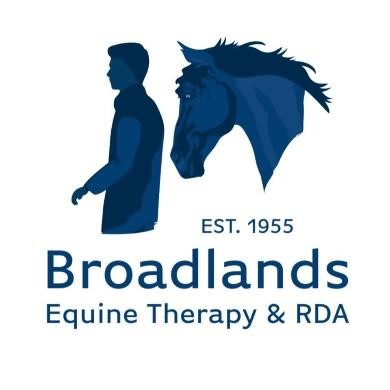 EST. 1955
Broadlands
Equine Therapy & RDA